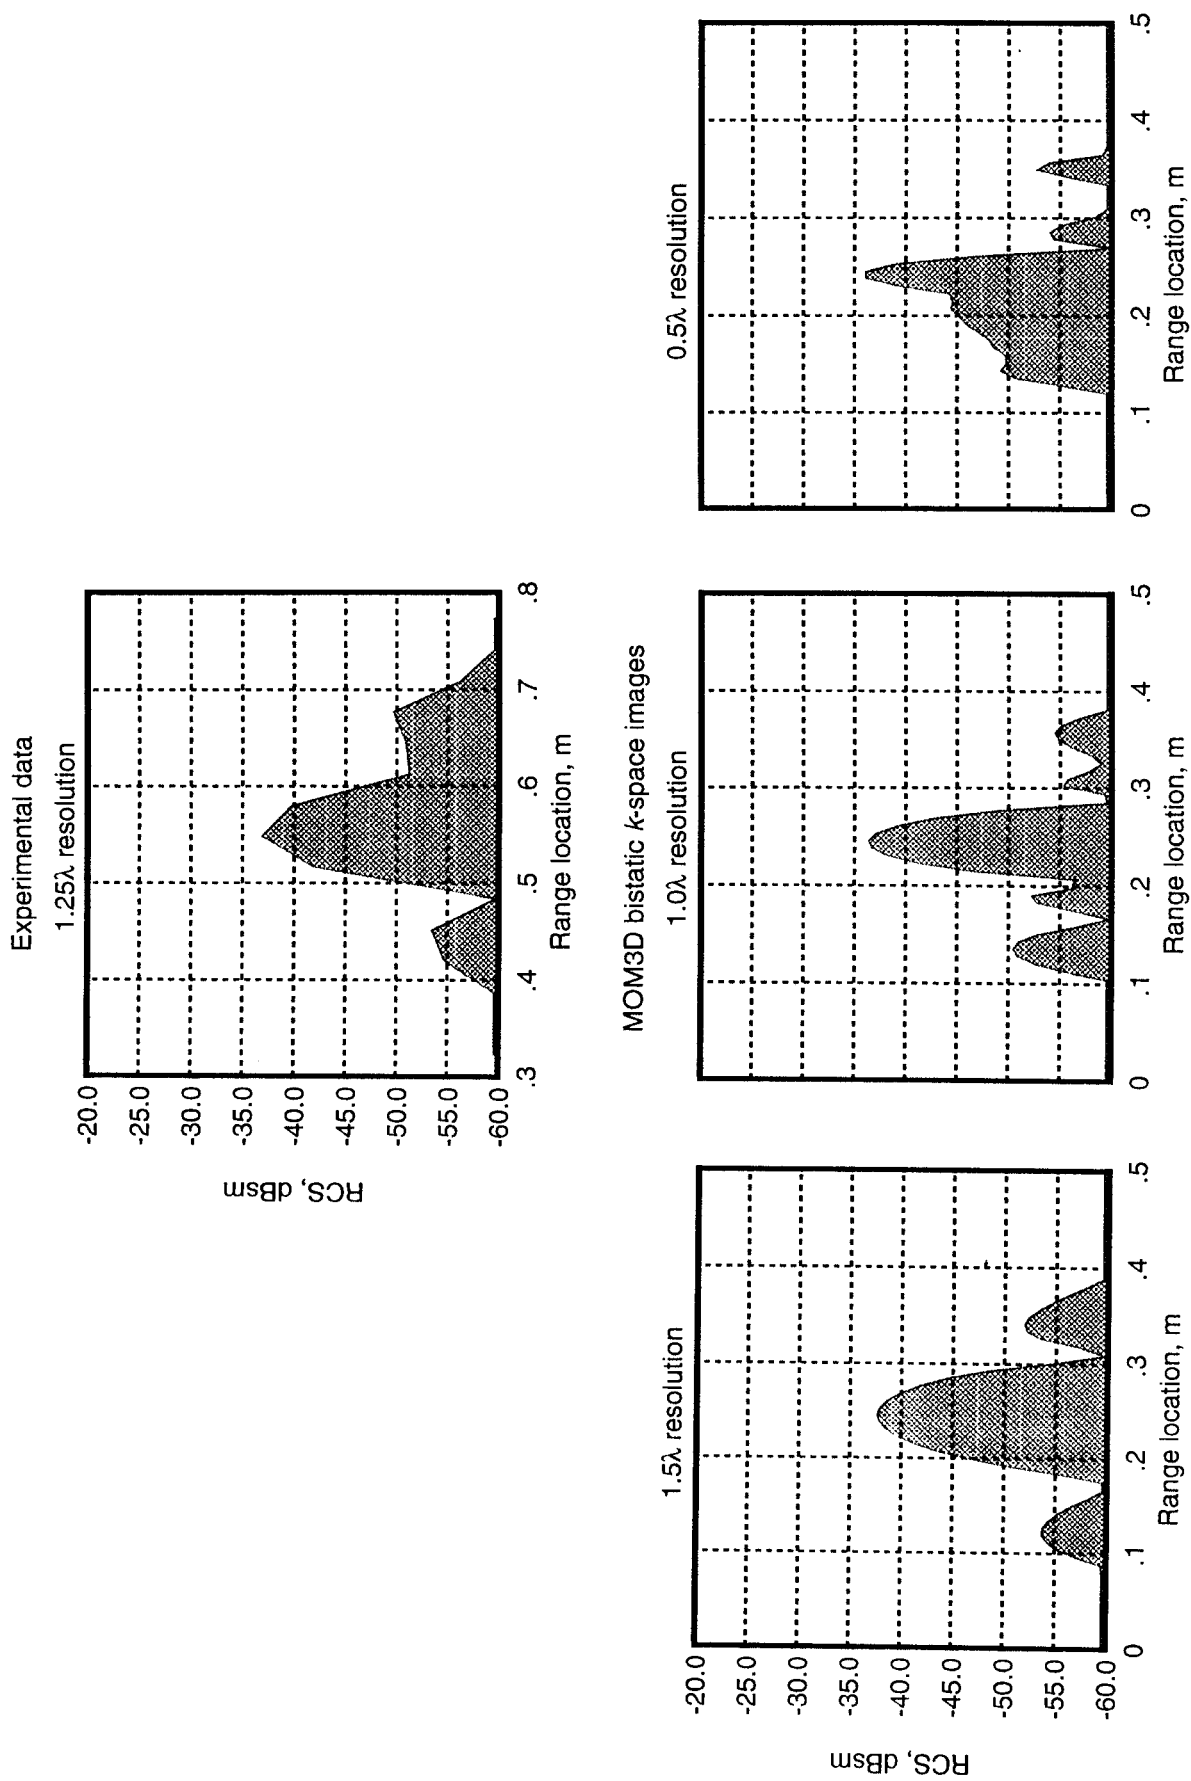 Experimental data
1.25λ resolution
-20.0
-25.0
-30.0
-35.0
-40.0
-45.0
-50.0
-55.0
-60.0
RCS, dBsm
.3 .4 .5 .6 .7 .8
Range location, m
MOM3D bistatic k-space images
1.5λ resolution
-20.0
-25.0
-30.0
-35.0
-40.0
-45.0
-50.0
-55.0
-60.0
RCS, dBsm
0 .1 .2 .3 .4 .5
Range location, m
1.0λ resolution
0 .1 .2 .3 .4 .5
Range location, m
0.5λ resolution
0 .1 .2 .3 .4 .5
Range location, m